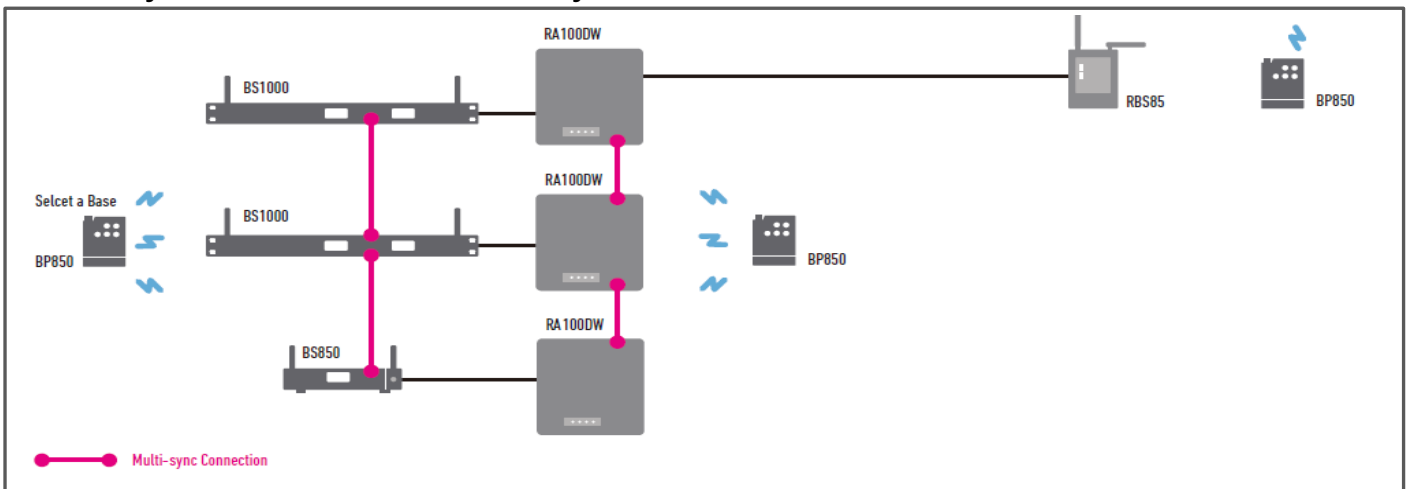 RA100DW
BS1000
RBS85
BP850
RA100DW
Selcet a Base
BS1000
BP850
BP850
RA100DW
BS850
Multi-sync Connection